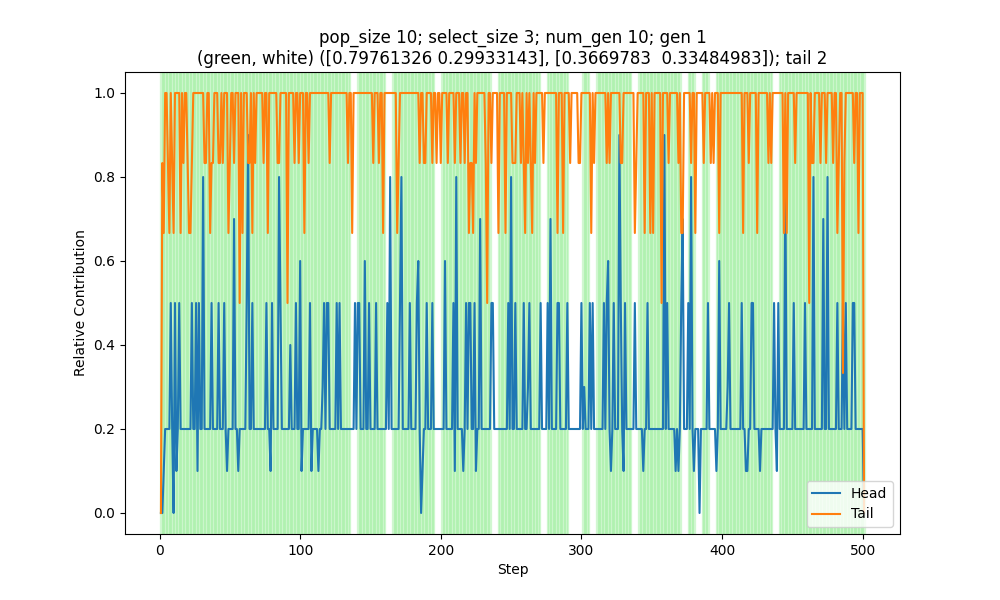 pop_size 10; select_size 3; num_gen 10; gen 1
(green, white) ([0.79761326 0.29933143], [0.3669783  0.33484983]); tail 2
1.0
0.8
0.6
0.4
0.2
0.0
Relative Contribution
0
100
200
300
400
500
Step
Head
Tail